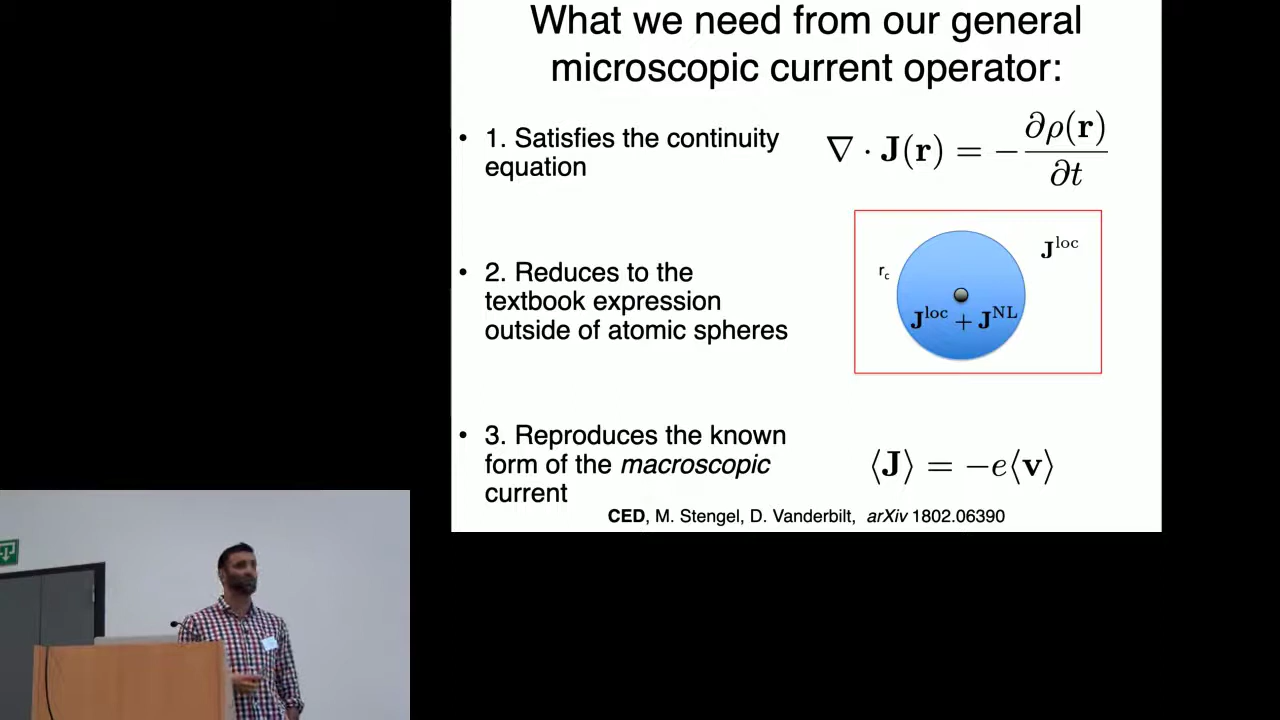 What we need from our general
microscopic current operator:
• 1. Satisfies the continuity
equation
∇ · J(r) = − ∂ρ(r)/∂t
• 2. Reduces to the
textbook expression
outside of atomic spheres
J^loc
r_c
J^loc + J^NL
• 3. Reproduces the known
form of the macroscopic
current
⟨J⟩ = −e⟨v⟩
CED, M. Stengel, D. Vanderbilt, arXiv 1802.06390